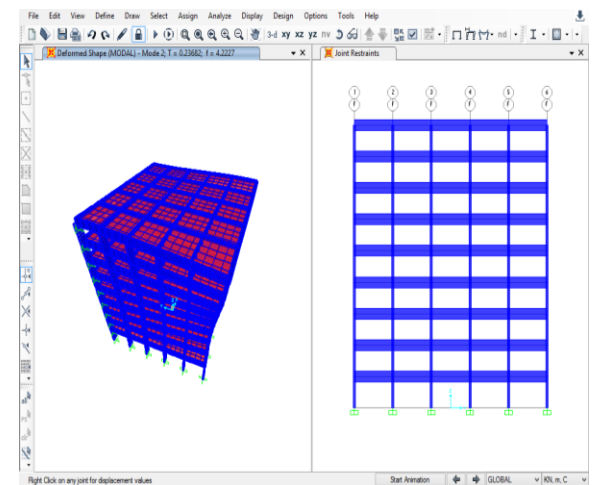 File Edit View Define Draw Select Assign Analyze Display Design Options Tools Help
3-d xy xz yz nv nd
Deformed Shape (MODAL) - Mode 2; T = 0.23682; f = 4.2227
Joint Restraints
1 2 3 4 5 6
F F F F F F
all
Right Click on any joint for displacement values
Start Animation GLOBAL KN, m, C